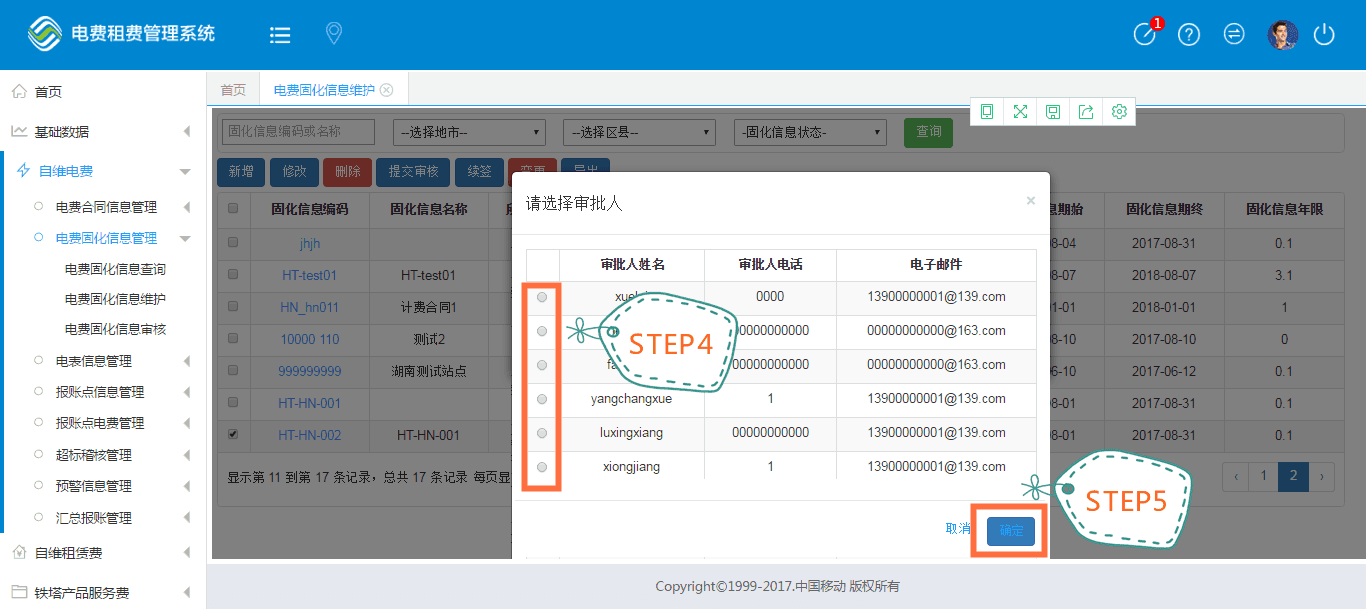 电费租费管理系统
1
首页
基础数据
自维电费
电费合同信息管理
电费固化信息管理
电费固化信息查询
电费固化信息维护
电费固化信息审核
电表信息管理
报账点信息管理
报账点电费管理
超标稽核管理
预警信息管理
汇总报账管理
自维租赁费
铁塔产品服务费
首页 电费固化信息维护
固化信息编码或名称 --选择地市-- --选择区县-- -固化信息状态- 查询
新增 修改 删除 提交审核 续签 变更 导出
固化信息编码 固化信息名称 信息期始 固化信息期终 固化信息年限
jhjh 8-04 2017-08-31 0.1
HT-test01 HT-test01 8-07 2018-08-07 3.1
HN_hn011 计费合同1 1-01 2018-01-01 1
10000 110 测试2 8-10 2017-08-10 0
999999999 湖南测试站点 6-10 2017-06-12 0.1
HT-HN-001 8-01 2017-08-31 0.1
HT-HN-002 HT-HN-001 8-01 2017-08-31 0.1
显示第 11 到第 17 条记录，总共 17 条记录 每页显
‹ 1 2 ›
请选择审批人 ×
审批人姓名 审批人电话 电子邮件
0000 13900000001@139.com
00000000000 00000000000@163.com
00000000000 00000000000@163.com
yangchangxue 1 13900000001@139.com
luxingxiang 00000000000 13900000001@139.com
xiongjiang 1 13900000001@139.com
STEP4
取消 确定
STEP5
Copyright©1999-2017.中国移动 版权所有